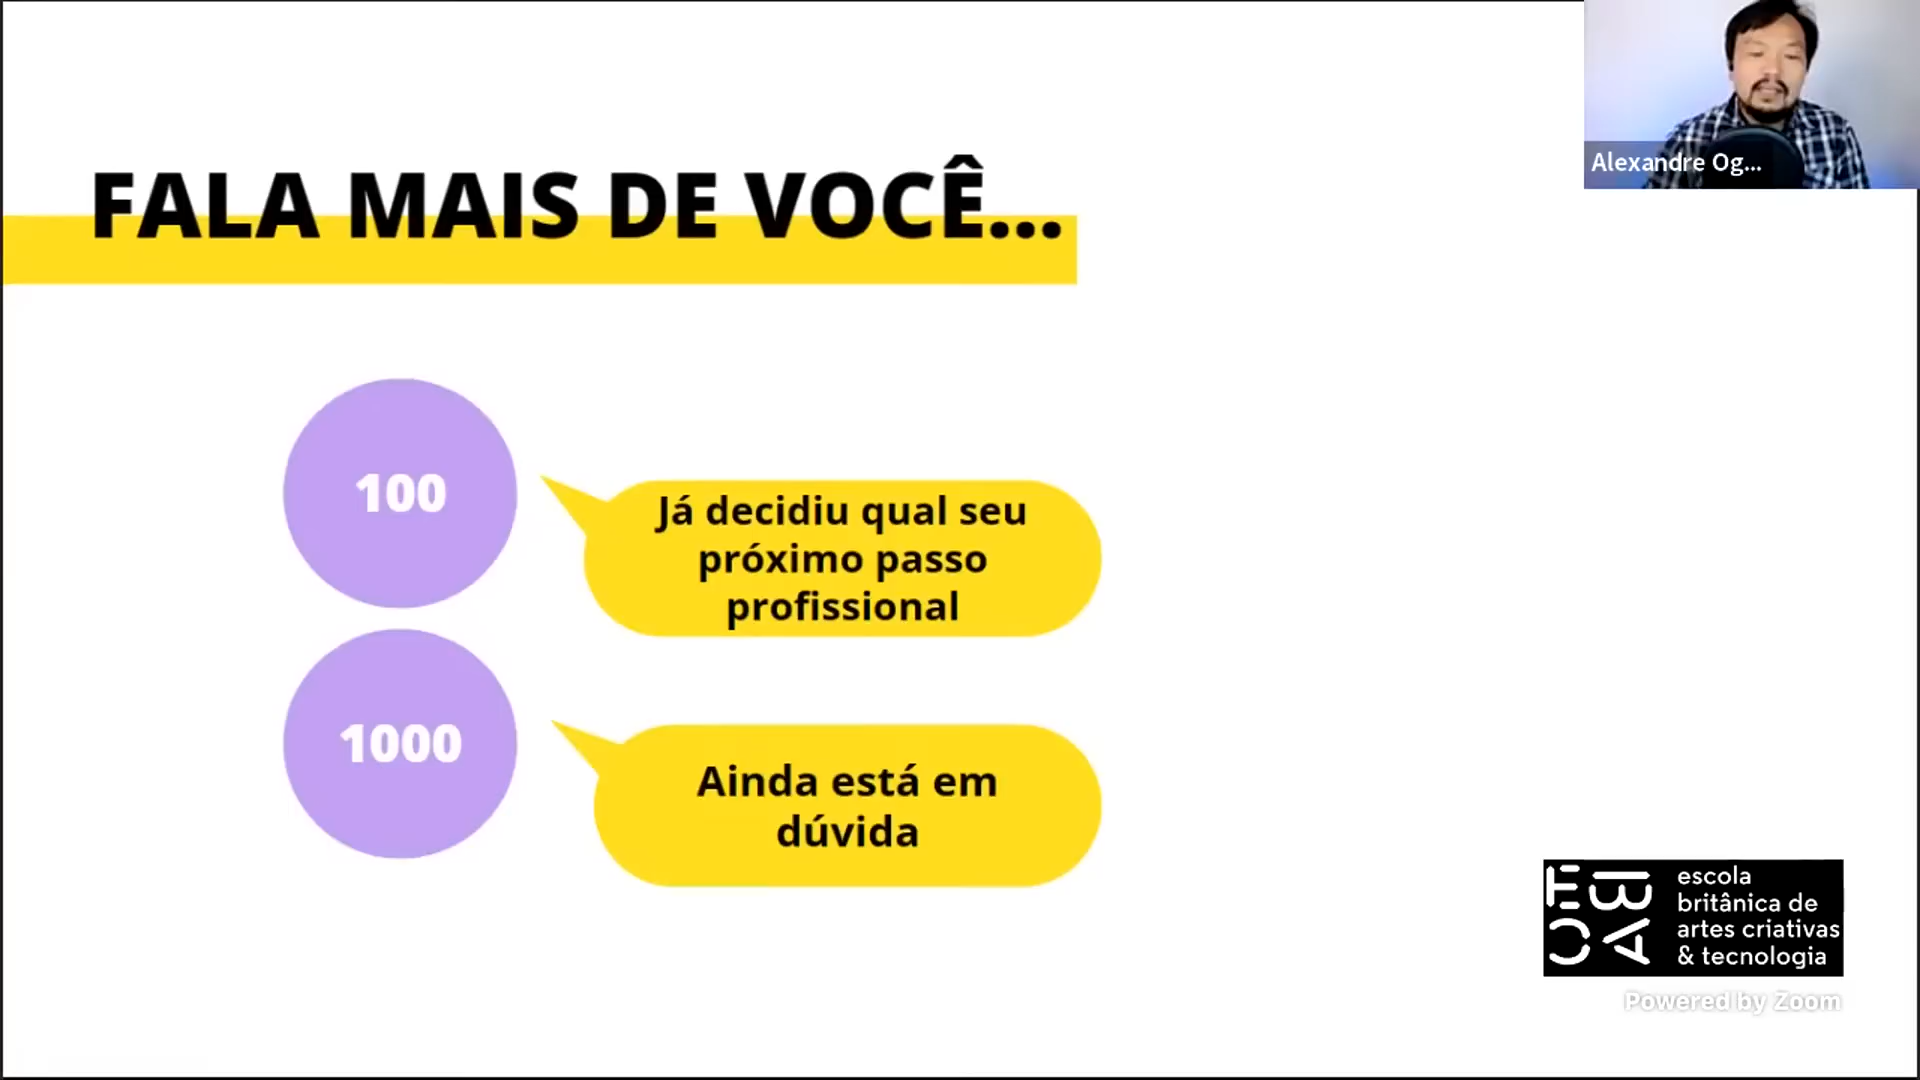 Alexandre Og...
FALA MAIS DE VOCÊ...
100
Já decidiu qual seu
próximo passo
profissional
1000
Ainda está em
dúvida
EBAC
escola
britânica de
artes criativas
& tecnologia
Powered by Zoom